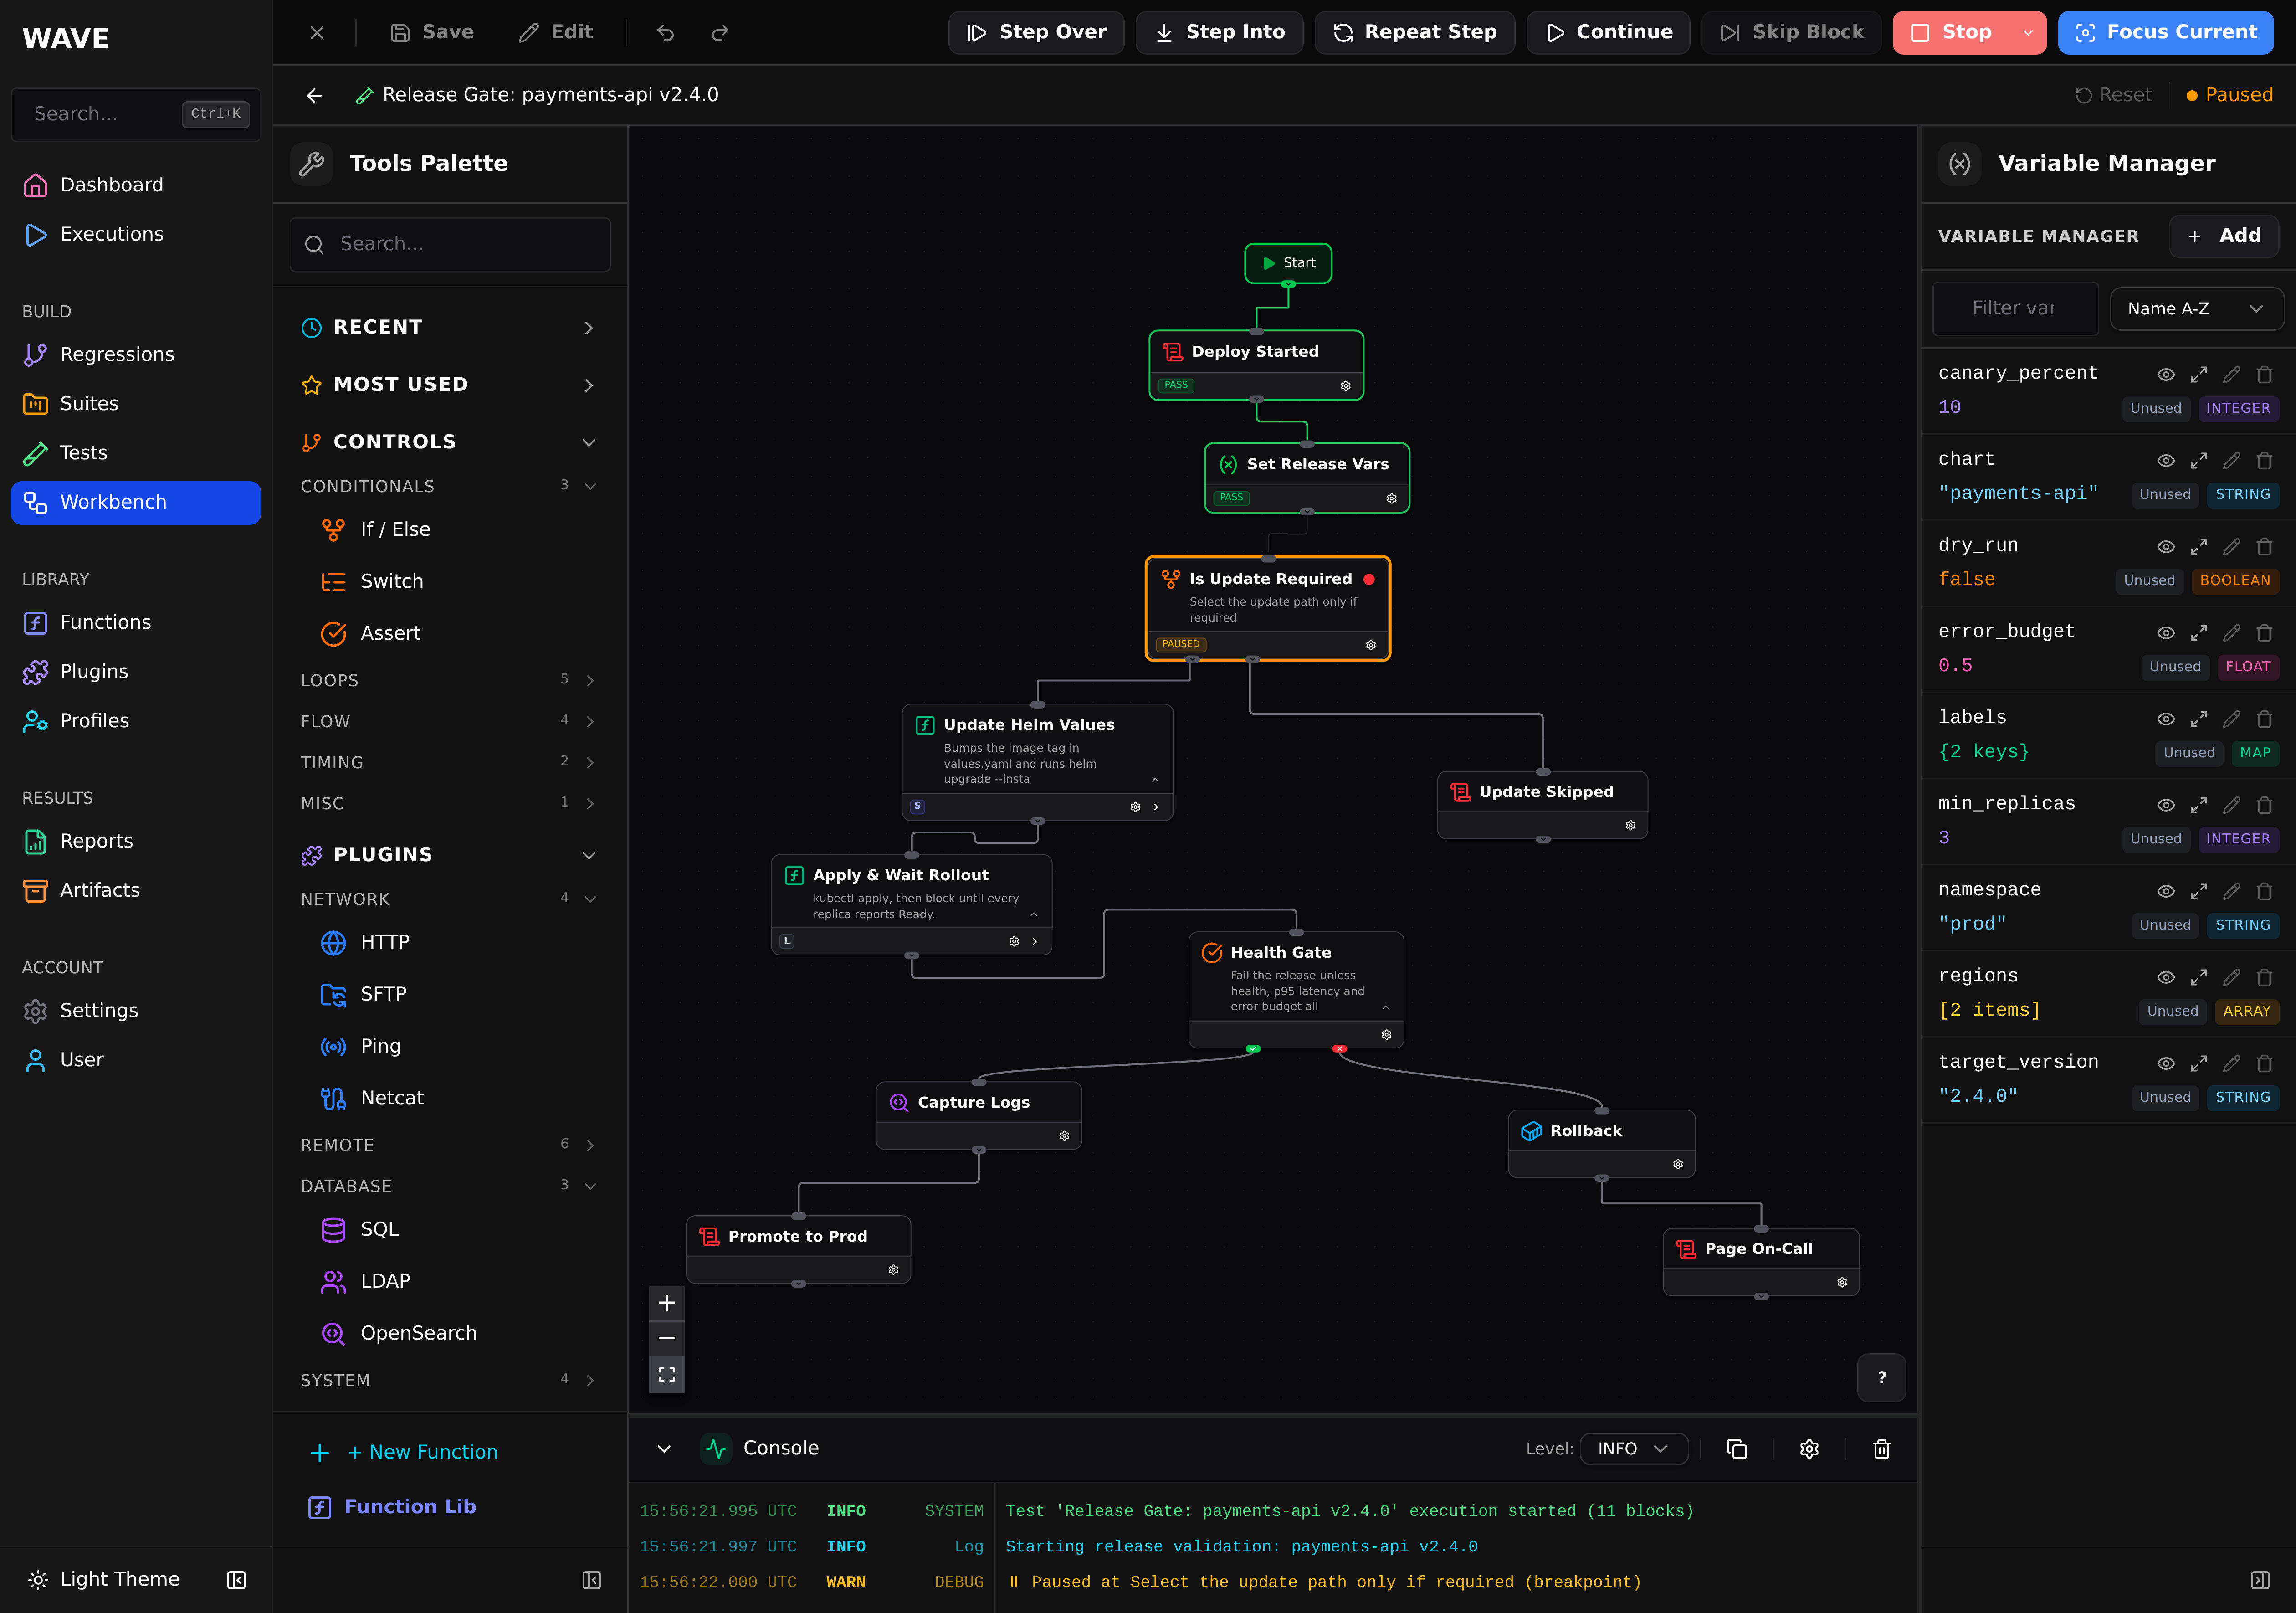 WAVE
Search...
Ctrl+K
Dashboard
Executions
BUILD
Regressions
Suites
Tests
Workbench
LIBRARY
Functions
Plugins
Profiles
RESULTS
Reports
Artifacts
ACCOUNT
Settings
User
Light Theme
Save
Edit
Step Over
Step Into
Repeat Step
Continue
Skip Block
Stop
Focus Current
Release Gate: payments-api v2.4.0
Reset
Paused
Tools Palette
Search...
RECENT
MOST USED
CONTROLS
CONDITIONALS 3
If / Else
Switch
Assert
LOOPS 5
FLOW 4
TIMING 2
MISC 1
PLUGINS
NETWORK 4
HTTP
SFTP
Ping
Netcat
REMOTE 6
DATABASE 3
SQL
LDAP
OpenSearch
SYSTEM 4
+ New Function
Function Lib
Start
Deploy Started
PASS
Set Release Vars
PASS
Is Update Required
Select the update path only if
required
PAUSED
Update Helm Values
Bumps the image tag in
values.yaml and runs helm
upgrade --insta
S
Update Skipped
Apply & Wait Rollout
kubectl apply, then block until every
replica reports Ready.
L
Health Gate
Fail the release unless
health, p95 latency and
error budget all
Capture Logs
Rollback
Promote to Prod
Page On-Call
?
Console
Level: INFO
15:56:21.995 UTC INFO SYSTEM Test 'Release Gate: payments-api v2.4.0' execution started (11 blocks)
15:56:21.997 UTC INFO Log Starting release validation: payments-api v2.4.0
15:56:22.000 UTC WARN DEBUG ⏸ Paused at Select the update path only if required (breakpoint)
Variable Manager
VARIABLE MANAGER
+ Add
Filter var
Name A-Z
canary_percent
10 Unused INTEGER
chart
"payments-api" Unused STRING
dry_run
false Unused BOOLEAN
error_budget
0.5 Unused FLOAT
labels
{2 keys} Unused MAP
min_replicas
3 Unused INTEGER
namespace
"prod" Unused STRING
regions
[2 items] Unused ARRAY
target_version
"2.4.0" Unused STRING